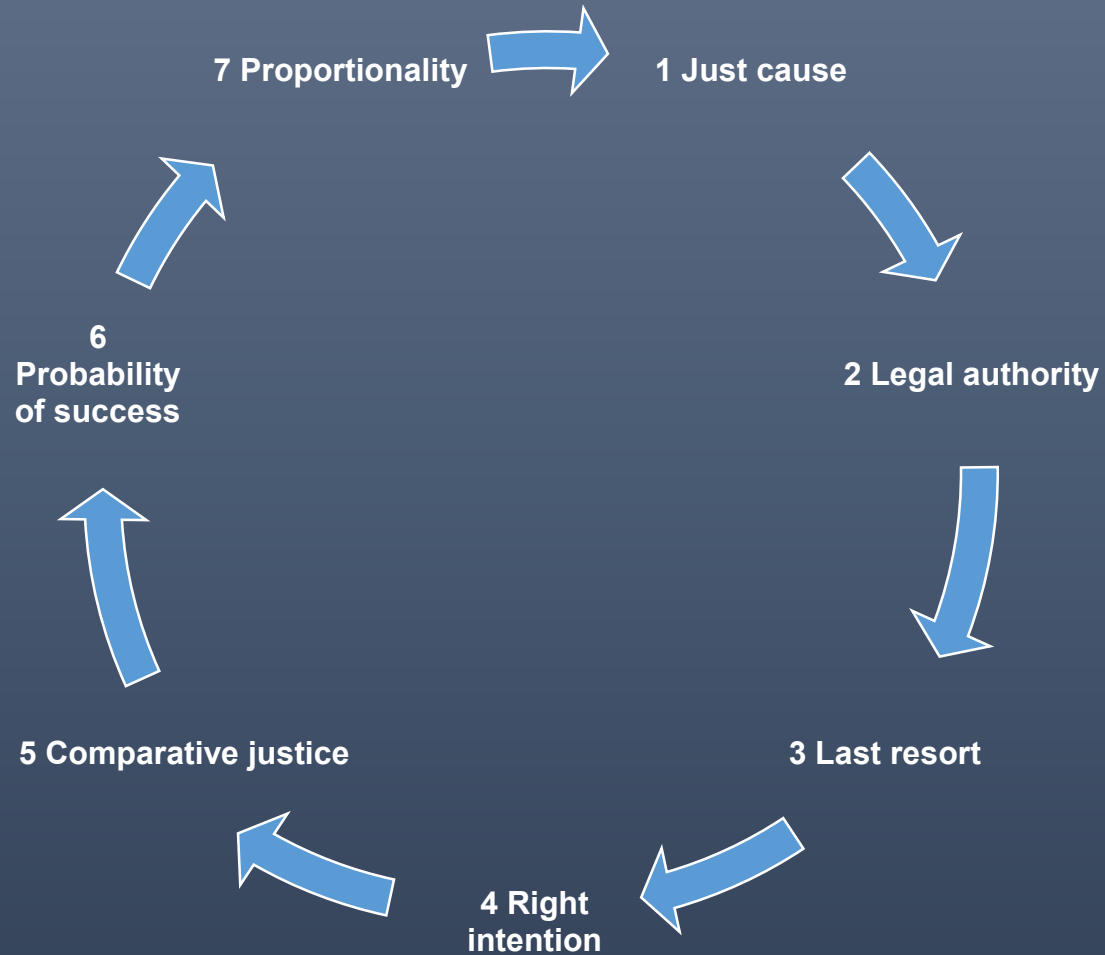 7 Proportionality
1 Just cause
6
Probability
of success
2 Legal authority
5 Comparative justice
3 Last resort
4 Right
intention